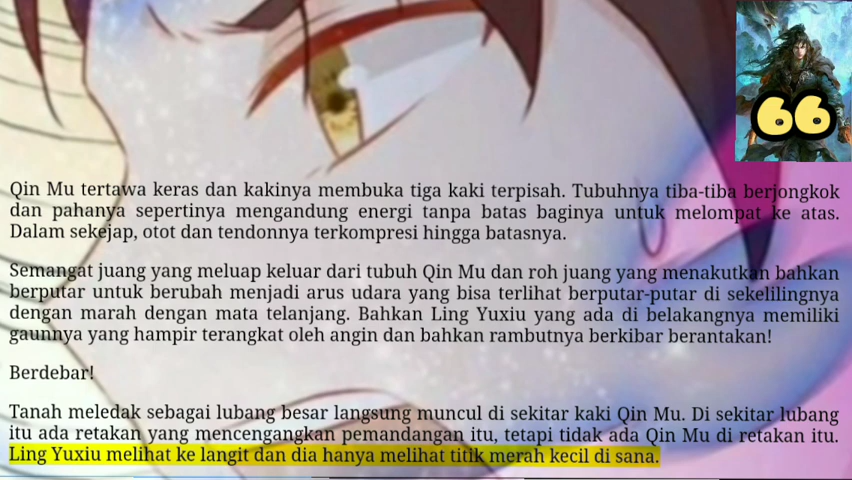 66
Qin Mu tertawa keras dan kakinya membuka tiga kaki terpisah. Tubuhnya tiba-tiba berjongkok
dan pahanya sepertinya mengandung energi tanpa batas baginya untuk melompat ke atas.
Dalam sekejap, otot dan tendonnya terkompresi hingga batasnya.
Semangat juang yang meluap keluar dari tubuh Qin Mu dan roh juang yang menakutkan bahkan
berputar untuk berubah menjadi arus udara yang bisa terlihat berputar-putar di sekelilingnya
dengan marah dengan mata telanjang. Bahkan Ling Yuxiu yang ada di belakangnya memiliki
gaunnya yang hampir terangkat oleh angin dan bahkan rambutnya berkibar berantakan!
Berdebar!
Tanah meledak sebagai lubang besar langsung muncul di sekitar kaki Qin Mu. Di sekitar lubang
itu ada retakan yang mencengangkan pemandangan itu, tetapi tidak ada Qin Mu di retakan itu.
Ling Yuxiu melihat ke langit dan dia hanya melihat titik merah kecil di sana.